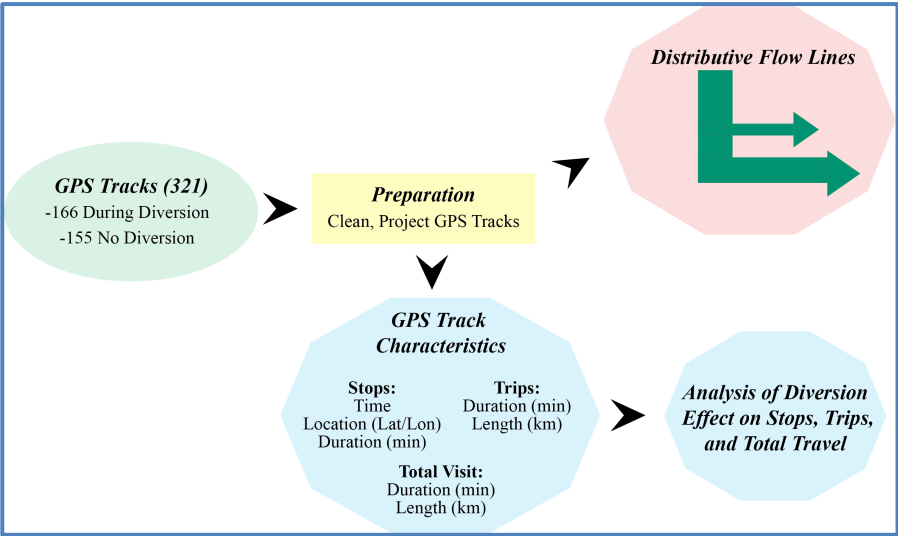 GPS Tracks (321)
-166 During Diversion
-155 No Diversion
Preparation
Clean, Project GPS Tracks
Distributive Flow Lines
GPS Track
Characteristics
Stops:
Time
Location (Lat/Lon)
Duration (min)
Trips:
Duration (min)
Length (km)
Total Visit:
Duration (min)
Length (km)
Analysis of Diversion
Effect on Stops, Trips,
and Total Travel